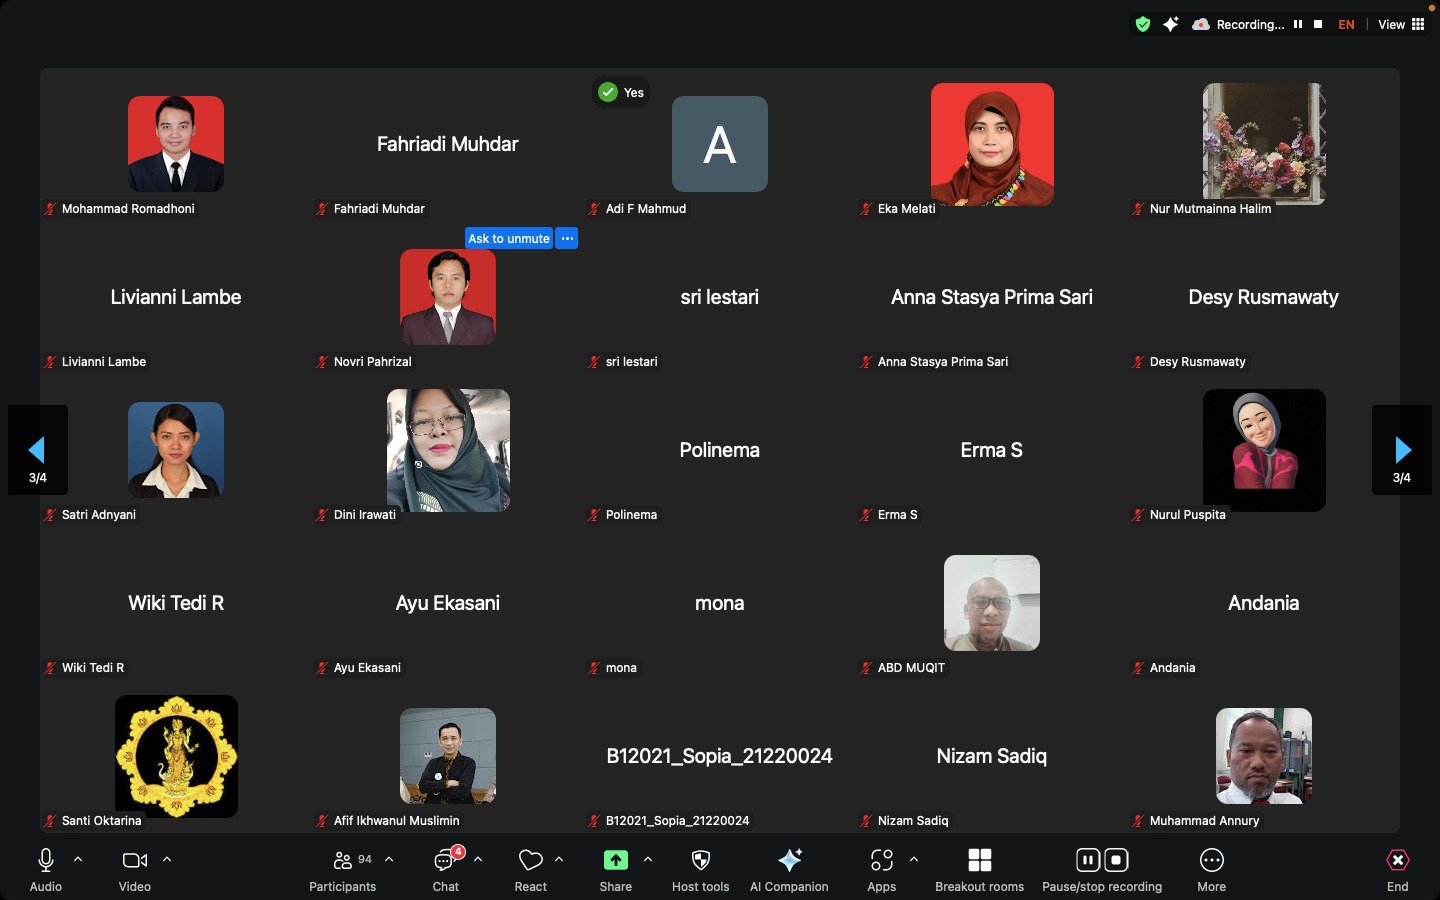 Recording...
EN
View
Yes
Fahriadi Muhdar
A
Mohammad Romadhoni
Fahriadi Muhdar
Adi F Mahmud
Eka Melati
Nur Mutmainna Halim
Ask to unmute
Livianni Lambe
sri lestari
Anna Stasya Prima Sari
Desy Rusmawaty
Livianni Lambe
Novri Pahrizal
sri lestari
Anna Stasya Prima Sari
Desy Rusmawaty
3/4
Polinema
Erma S
3/4
Satri Adnyani
Dini Irawati
Polinema
Erma S
Nurul Puspita
Wiki Tedi R
Ayu Ekasani
mona
Andania
Wiki Tedi R
Ayu Ekasani
mona
ABD MUQIT
Andania
B12021_Sopia_21220024
Nizam Sadiq
Santi Oktarina
Afif Ikhwanul Muslimin
B12021_Sopia_21220024
Nizam Sadiq
Muhammad Annury
94
4
Audio
Video
Participants
Chat
React
Share
Host tools
AI Companion
Apps
Breakout rooms
Pause/stop recording
More
End